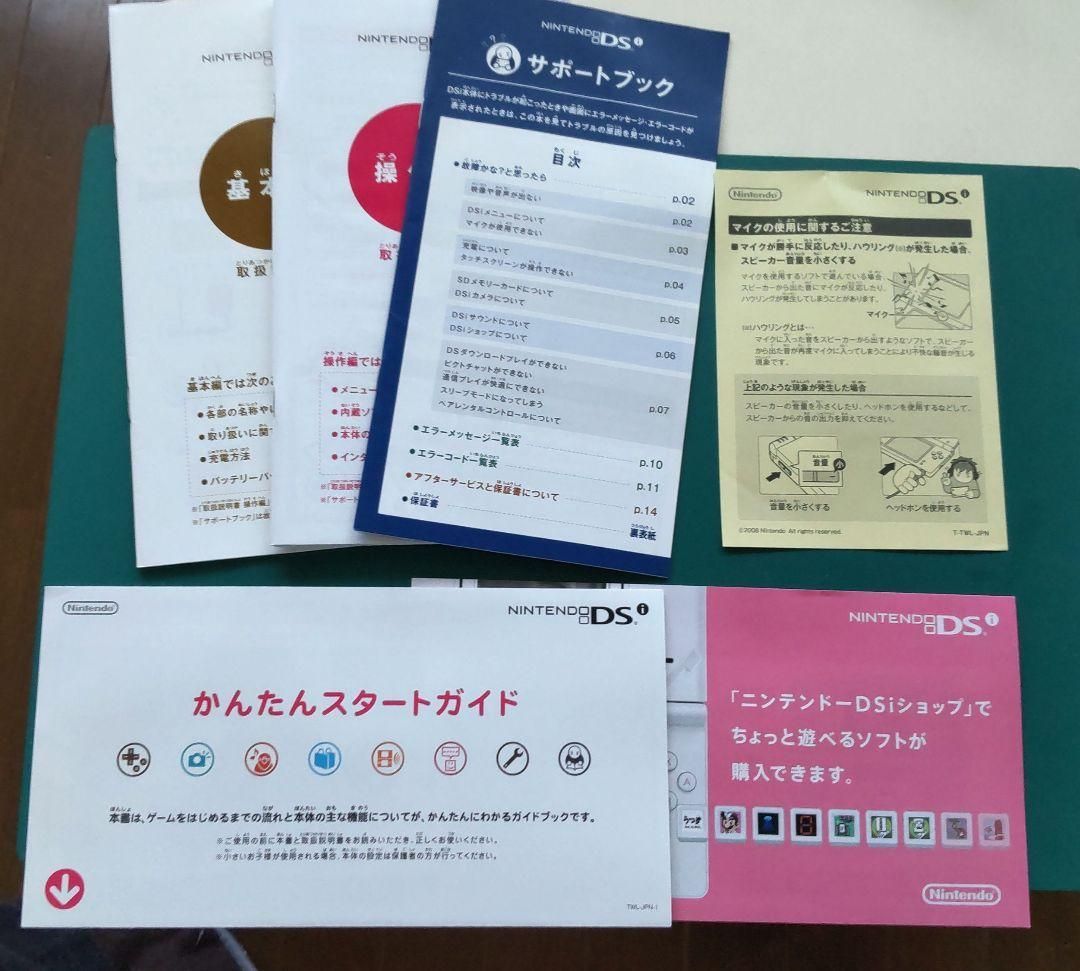 NINTENDO
基本
取扱
基本編では次の
各部の名称や
取り扱いに関
充電方法
バッテリーパ
※「取扱説明書 操作編」
※「サポートブック」は故
NINTENDO
操
取
操作編では
メニュー
内蔵ソ
本体の
インタ
※「取扱説
※「サポート
NINTENDO DSi
サポートブック
DSi本体にトラブルが起こったときや画面にエラーメッセージ・エラーコードが
表示されたときは、この本を見てトラブルの原因を見つけましょう。
目次
故障かな?と思ったら p.02
映像や音声が出ない p.02
DSiメニューについて
マイクが使用できない p.03
充電について
タッチスクリーンが操作できない p.04
SDメモリーカードについて
DSiカメラについて p.05
DSiサウンドについて
DSiショップについて p.06
DSダウンロードプレイができない
ピクトチャットができない
通信プレイが快適にできない
スリープモードになってしまう
ペアレンタルコントロールについて p.07
エラーメッセージ一覧表 p.10
エラーコード一覧表 p.11
アフターサービスと保証書について p.14
保証書 裏表紙
Nintendo NINTENDO DSi
マイクの使用に関するご注意
■マイクが勝手に反応したり、ハウリング(※)が発生した場合、
スピーカー音量を小さくする
マイクを使用するソフトで遊んでいる場合、
スピーカーから出た音にマイクが反応したり、
ハウリングが発生してしまうことがあります。
マイク
(※)ハウリングとは…
マイクに入った音をスピーカーから出すようなソフトで、スピーカー
から出た音が再度マイクに入ってしまうことにより不快な騒音が生じる
現象です。
上記のような現象が発生した場合
スピーカーの音量を小さくしたり、ヘッドホンを使用するなどして、
スピーカーからの音の出力を抑えてください。
音量 小
音量を小さくする
ヘッドホンを使用する
©2008 Nintendo All rights reserved.
T-TWL-JPN
Nintendo NINTENDO DSi
かんたんスタートガイド
本書は、ゲームをはじめるまでの流れと本体の主な機能についてが、かんたんにわかるガイドブックです。
※ご使用の前に本書と取扱説明書をお読みいただき、正しくお使いください。
※小さいお子様が使用される場合、本体の設定は保護者の方が行ってください。
TWL-JPN-1
NINTENDO DSi
「ニンテンドーDSiショップ」で
ちょっと遊べるソフトが
購入できます。
A
うつす
Nintendo